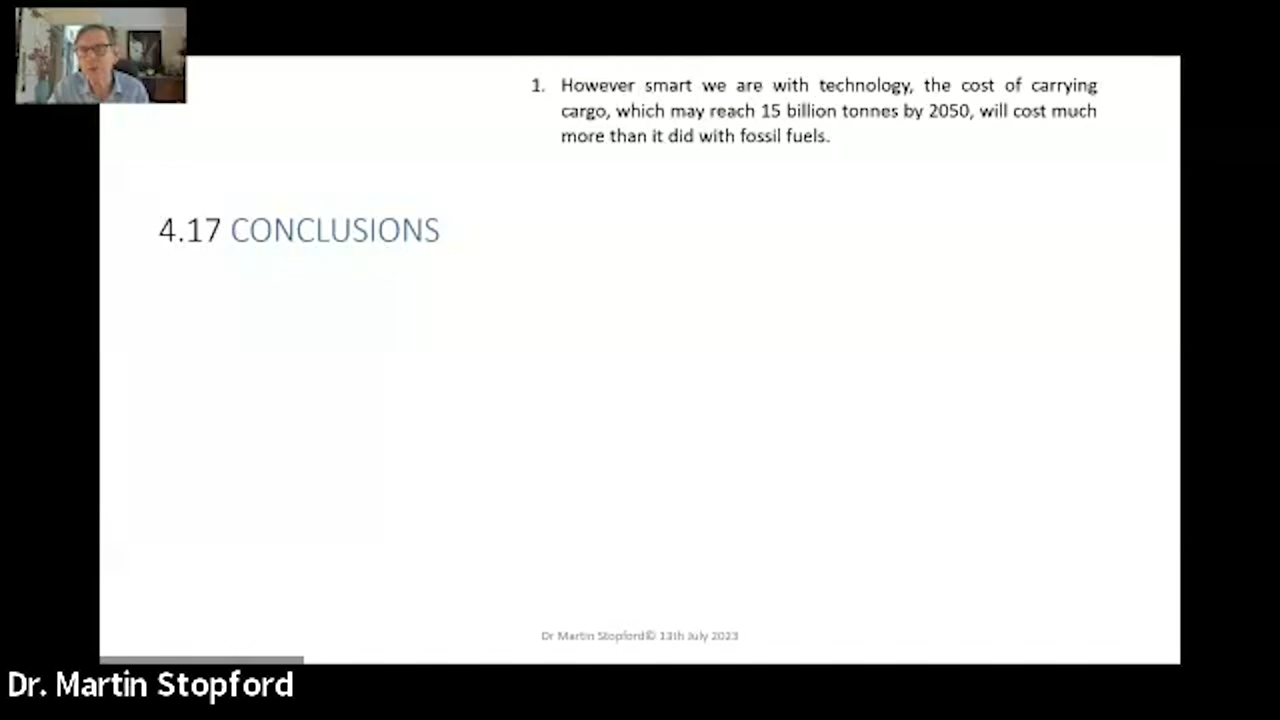 1. However smart we are with technology, the cost of carrying
cargo, which may reach 15 billion tonnes by 2050, will cost much
more than it did with fossil fuels.
4.17 CONCLUSIONS
Dr Martin Stopford© 13th July 2023
Dr. Martin Stopford